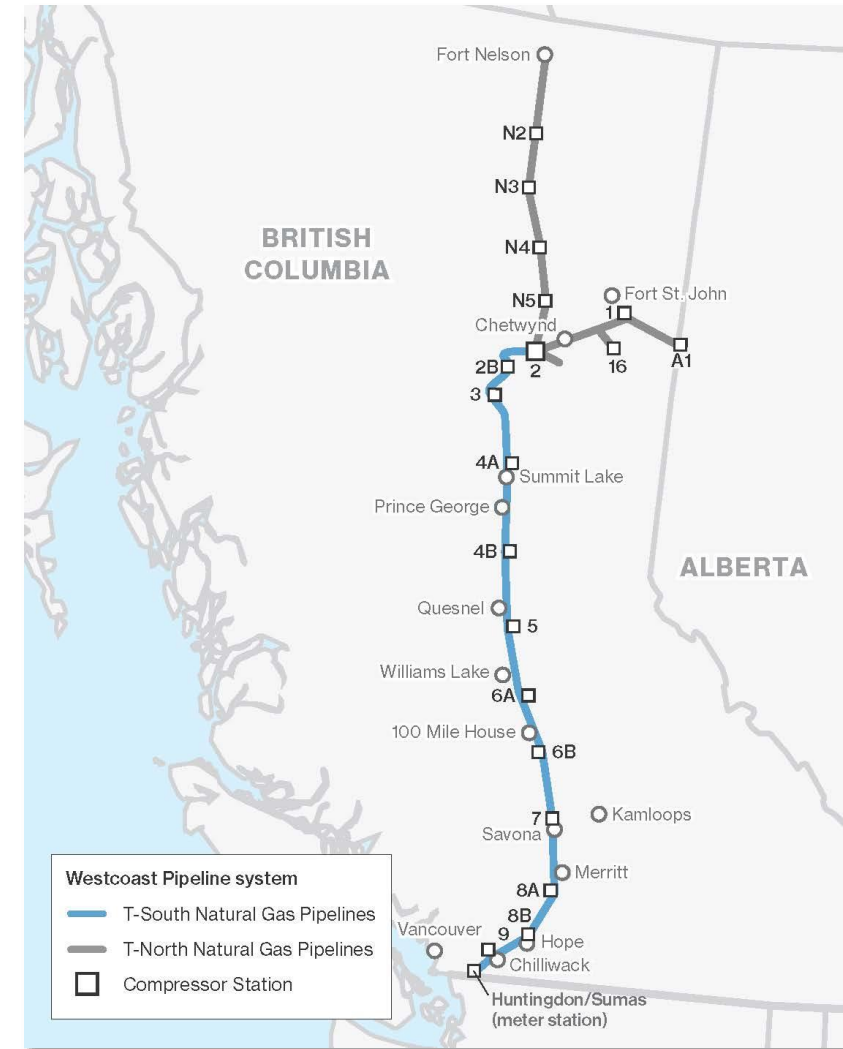 Fort Nelson
N2
N3
BRITISH
COLUMBIA
N4
N5
Fort St. John
1
Chetwynd
2B
2
16
A1
3
4A
Summit Lake
Prince George
4B
ALBERTA
Quesnel
5
Williams Lake
6A
100 Mile House
6B
7
Kamloops
Savona
Merritt
8A
8B
Vancouver
9
Hope
Chilliwack
Huntingdon/Sumas
(meter station)
Westcoast Pipeline system
T-South Natural Gas Pipelines
T-North Natural Gas Pipelines
Compressor Station